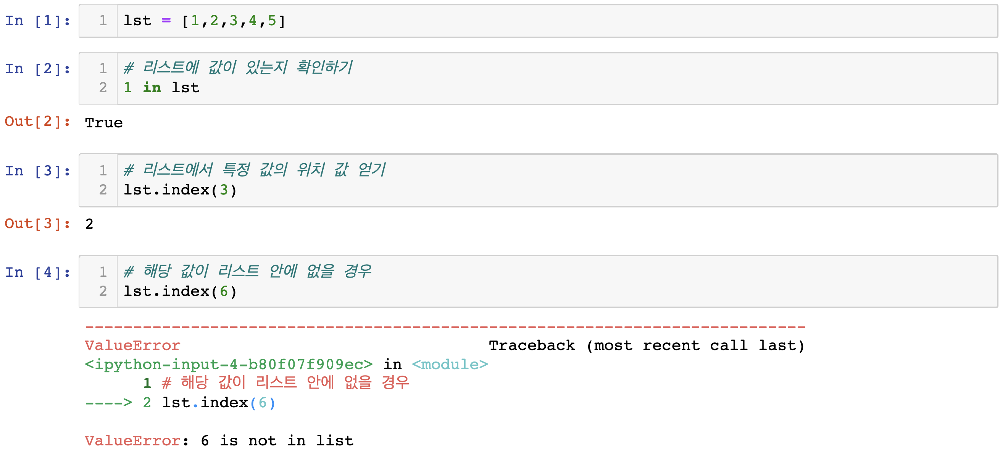 In [1]: 1 lst = [1,2,3,4,5]
In [2]: 1 # 리스트에 값이 있는지 확인하기
2 1 in lst
Out[2]: True
In [3]: 1 # 리스트에서 특정 값의 위치 값 얻기
2 lst.index(3)
Out[3]: 2
In [4]: 1 # 해당 값이 리스트 안에 없을 경우
2 lst.index(6)
---------------------------------------------------------------------------
ValueError                                Traceback (most recent call last)
<ipython-input-4-b80f07f909ec> in <module>
      1 # 해당 값이 리스트 안에 없을 경우
----> 2 lst.index(6)
ValueError: 6 is not in list